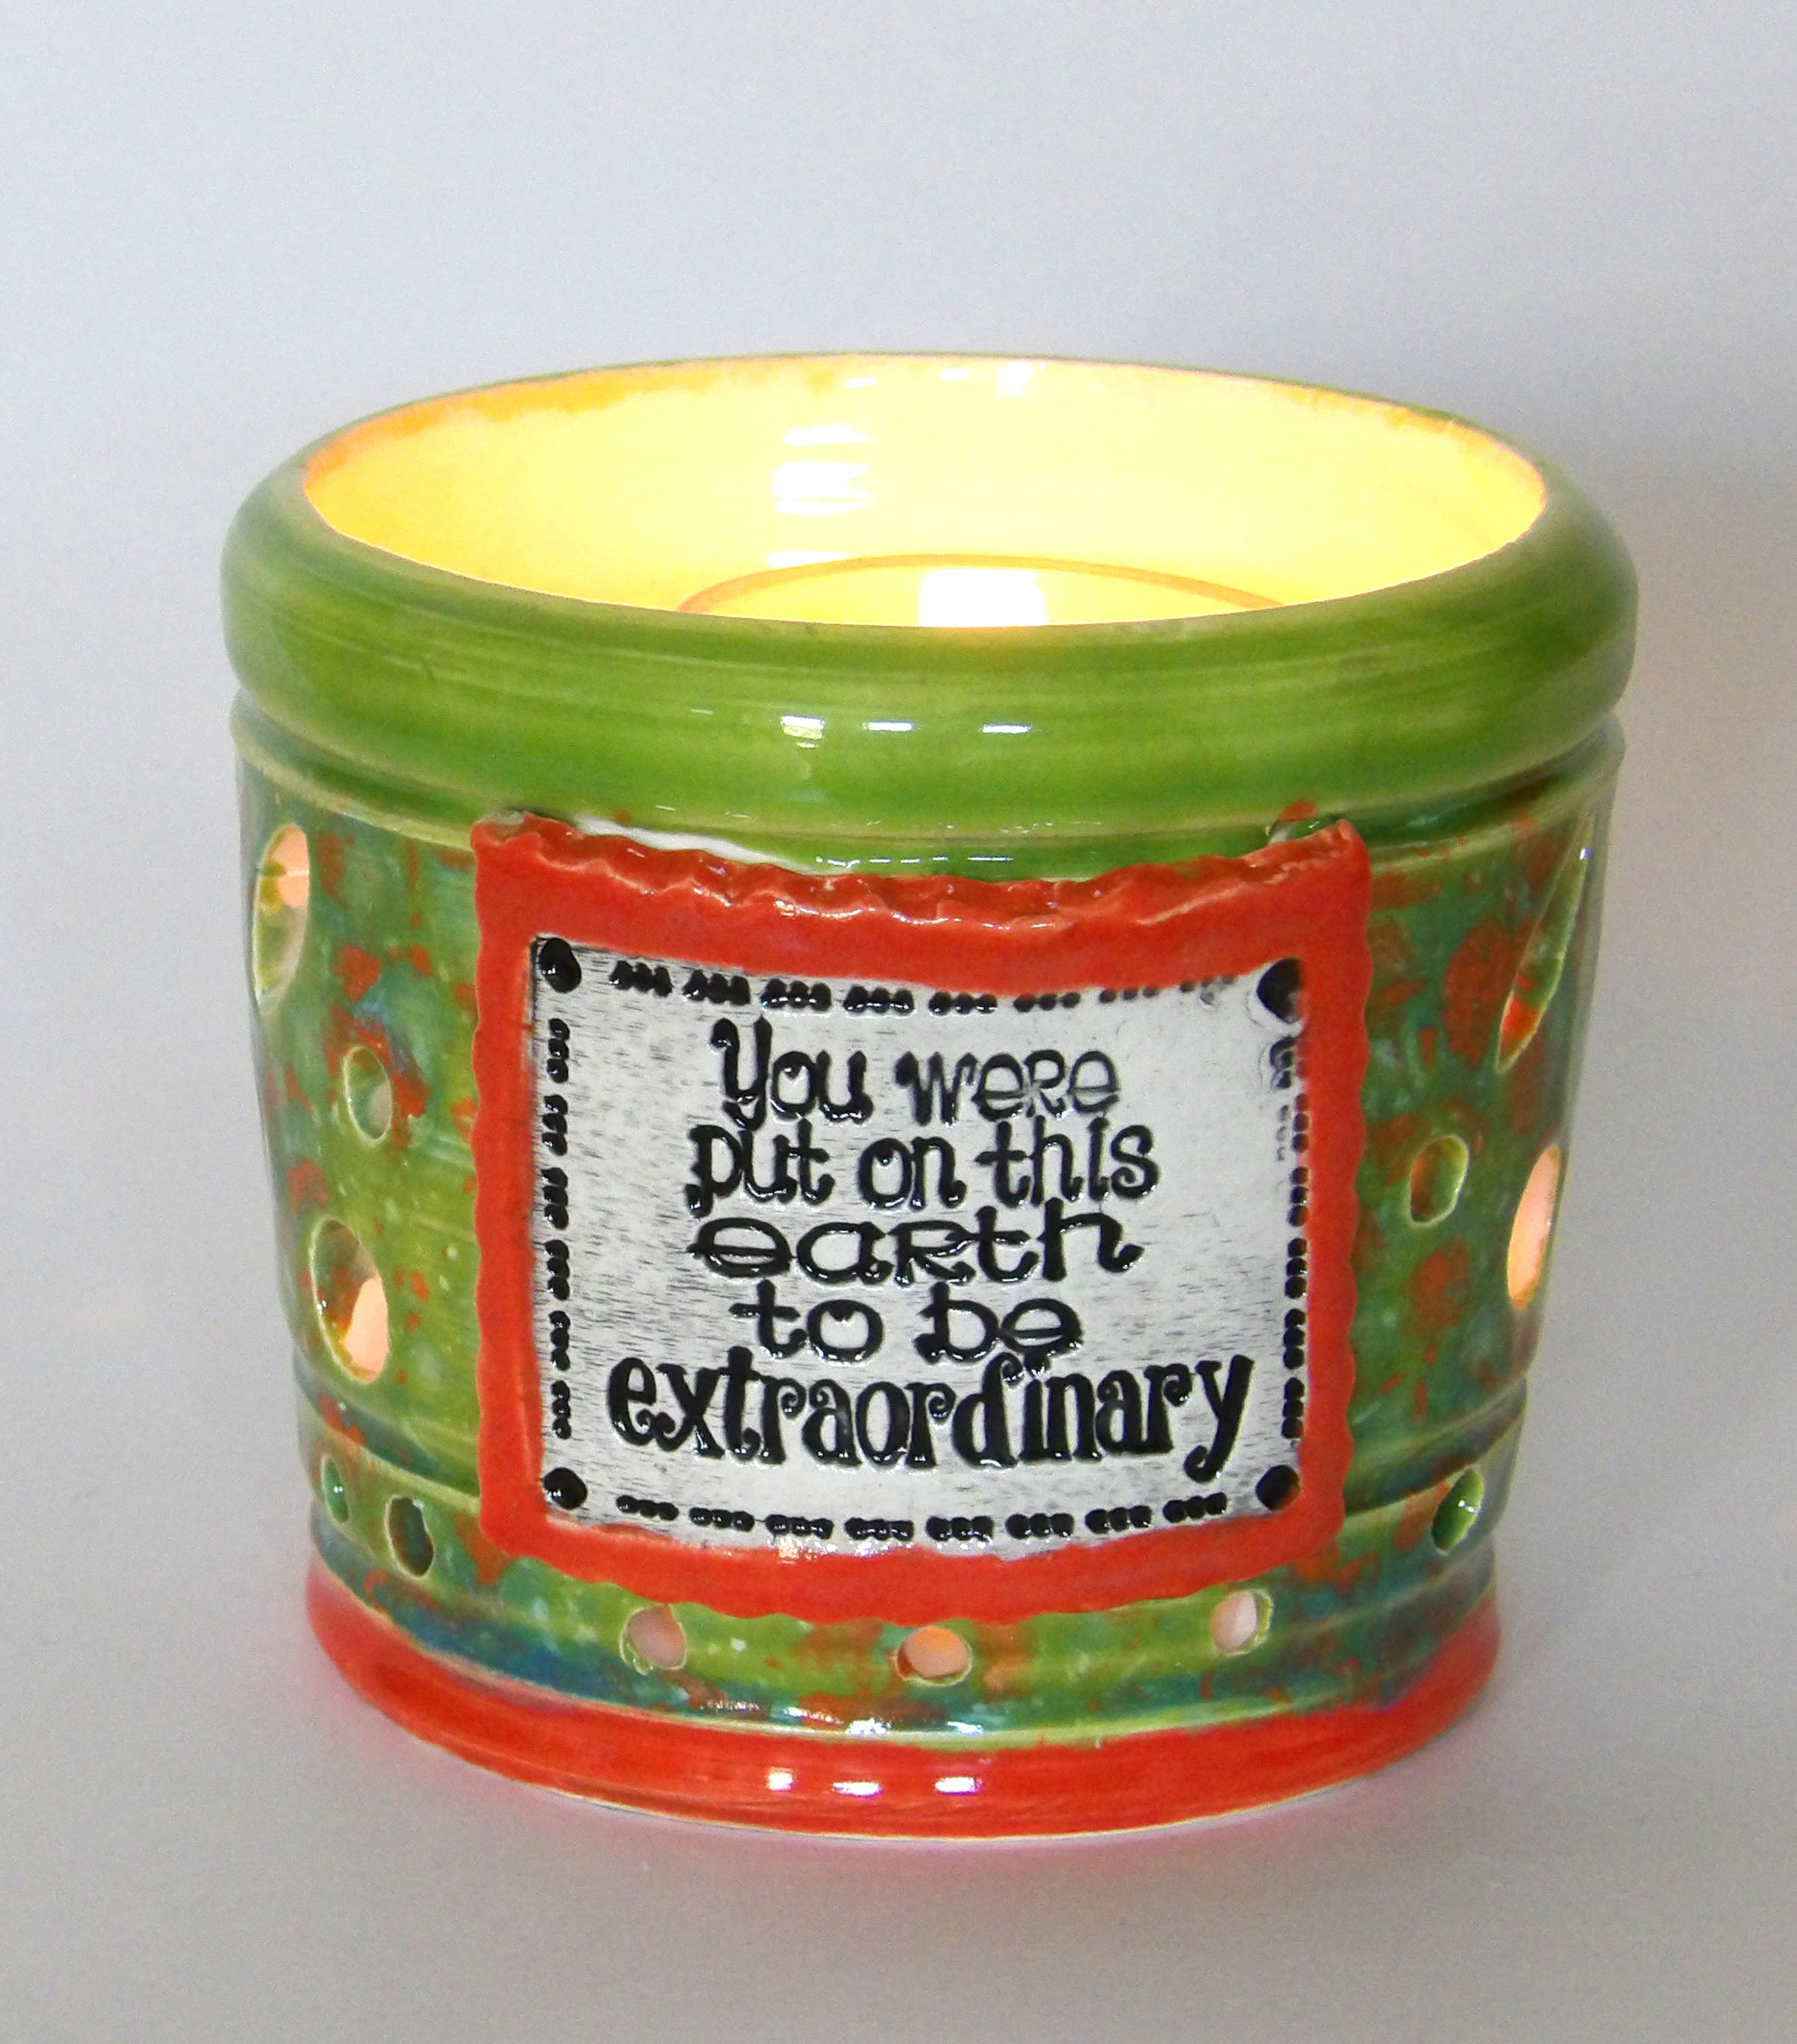 You were
put on this
earth
to be
extraordinary